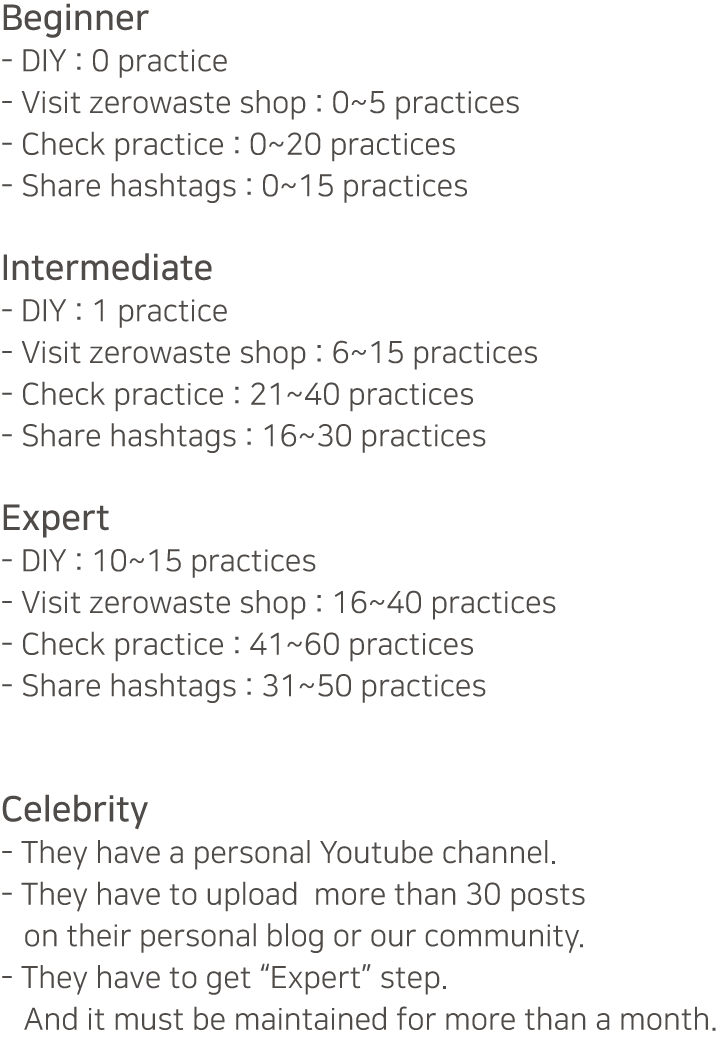 Beginner
- DIY : 0 practice
- Visit zerowaste shop : 0~5 practices
- Check practice : 0~20 practices
- Share hashtags : 0~15 practices
Intermediate
- DIY : 1 practice
- Visit zerowaste shop : 6~15 practices
- Check practice : 21~40 practices
- Share hashtags : 16~30 practices
Expert
- DIY : 10~15 practices
- Visit zerowaste shop : 16~40 practices
- Check practice : 41~60 practices
- Share hashtags : 31~50 practices
Celebrity
- They have a personal Youtube channel.
- They have to upload  more than 30 posts
on their personal blog or our community.
- They have to get “Expert” step.
And it must be maintained for more than a month.